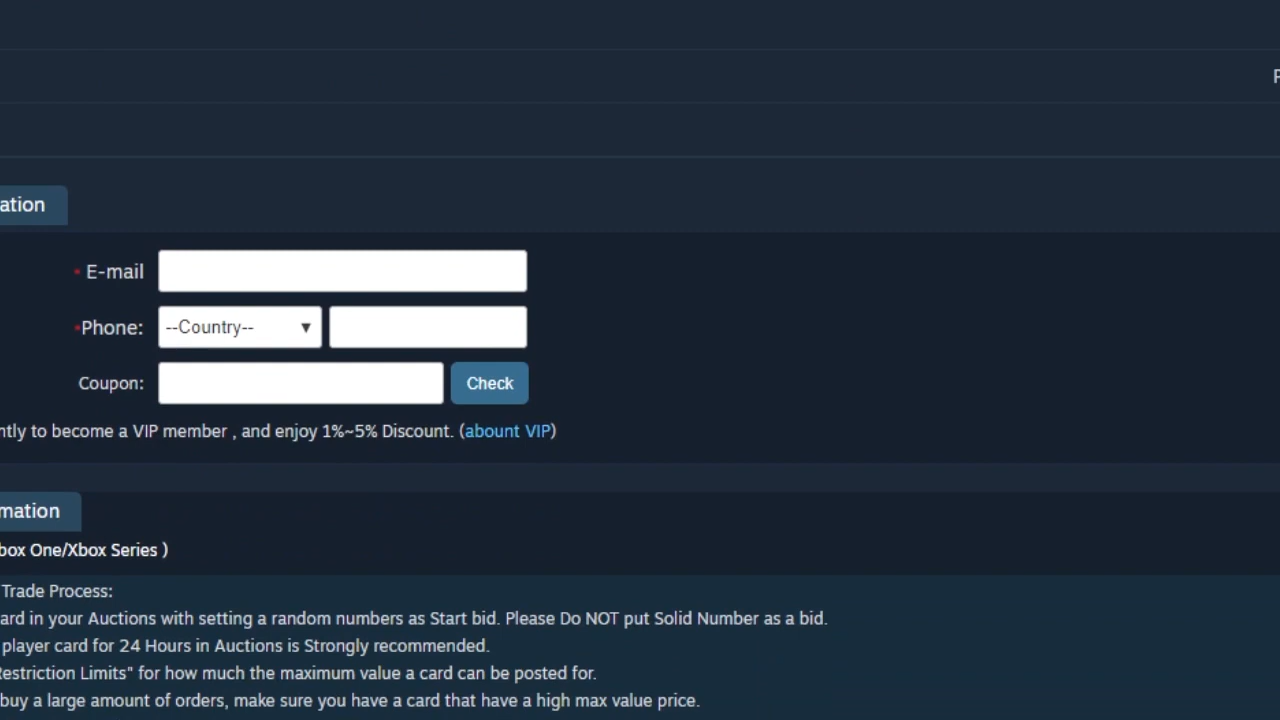 ation
* E-mail
*Phone: --Country-- ▼
Coupon: Check
ntly to become a VIP member , and enjoy 1%~5% Discount. (abount VIP)
mation
box One/Xbox Series )
Trade Process:
ard in your Auctions with setting a random numbers as Start bid. Please Do NOT put Solid Number as a bid.
player card for 24 Hours in Auctions is Strongly recommended.
Restriction Limits" for how much the maximum value a card can be posted for.
buy a large amount of orders, make sure you have a card that have a high max value price.